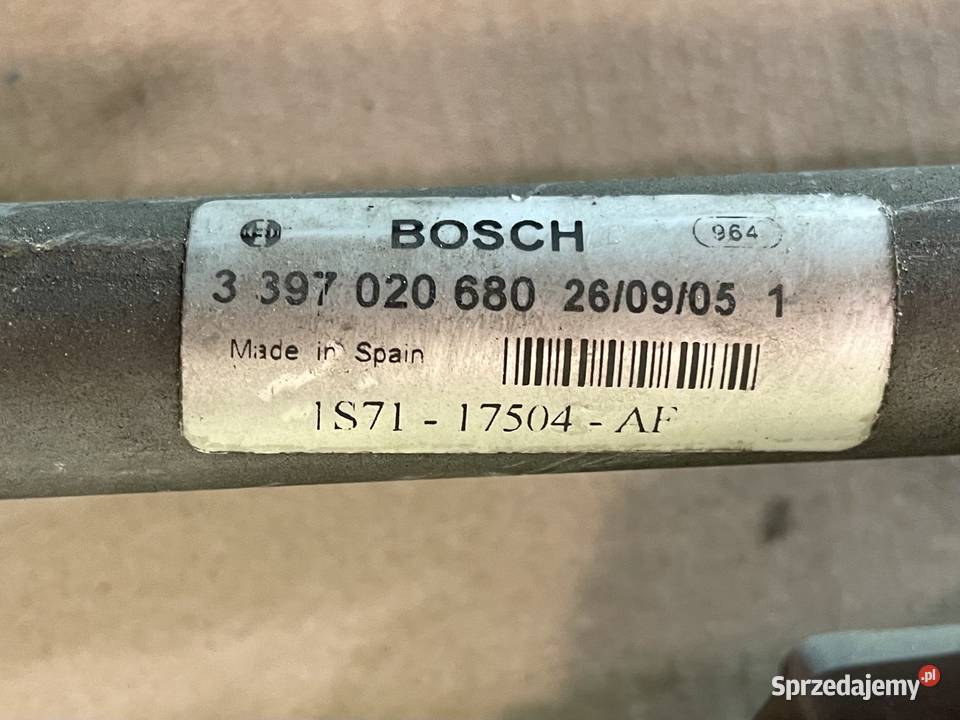 BOSCH 964
3 397 020 680 26/09/05 1
Made in Spain
1S71 - 17504 - AF
Sprzedajemy.pl